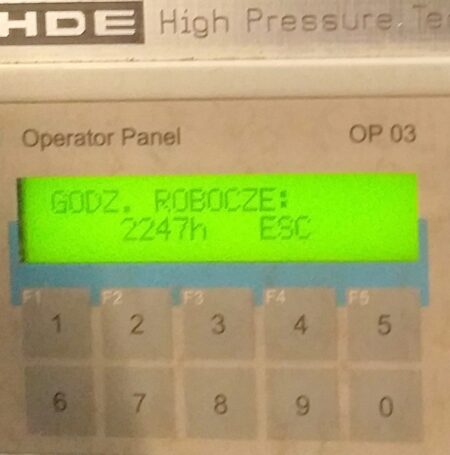 HDE High Pressure Te
Operator Panel OP 03
GODZ. ROBOCZE:
2247h ESC
F1 F2 F3 F4 F5
1 2 3 4 5
6 7 8 9 0